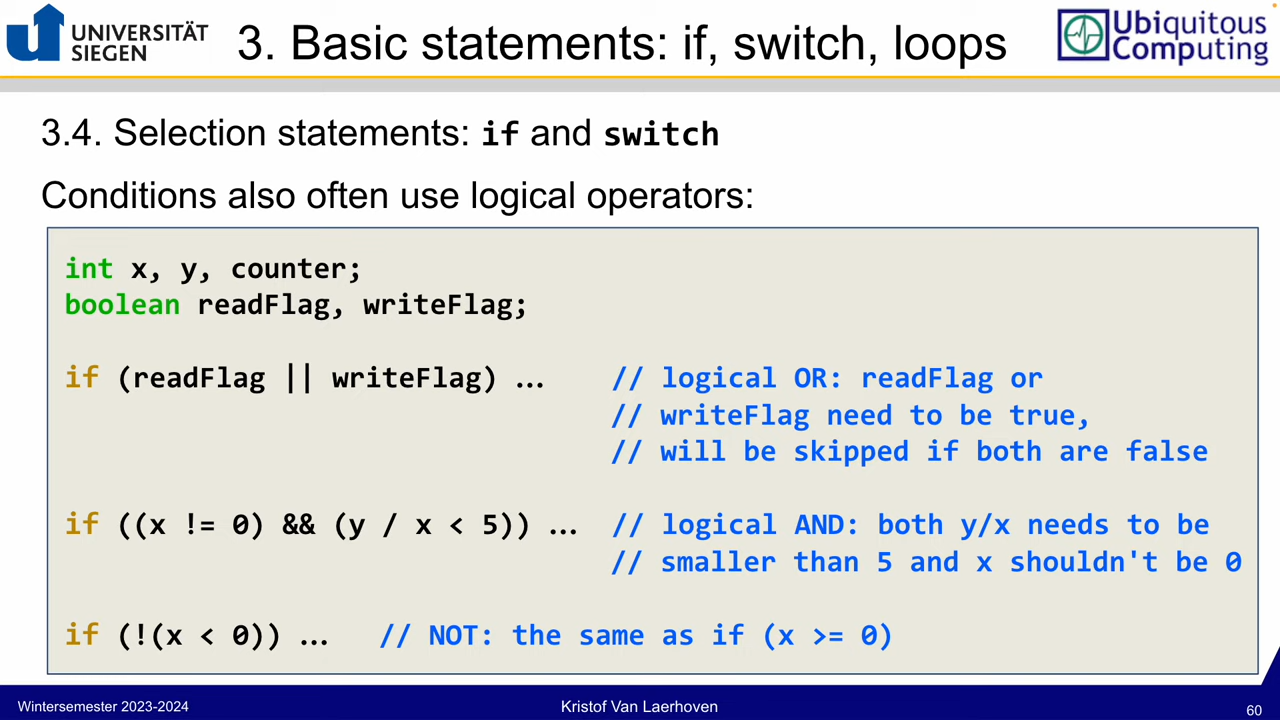 UNIVERSITÄT
SIEGEN
3. Basic statements: if, switch, loops
Ubiquitous
Computing
3.4. Selection statements: if and switch
Conditions also often use logical operators:
int x, y, counter;
boolean readFlag, writeFlag;
if (readFlag || writeFlag) … // logical OR: readFlag or
// writeFlag need to be true,
// will be skipped if both are false
if ((x != 0) && (y / x < 5)) … // logical AND: both y/x needs to be
// smaller than 5 and x shouldn't be 0
if (!(x < 0)) … // NOT: the same as if (x >= 0)
Wintersemester 2023-2024
Kristof Van Laerhoven
60